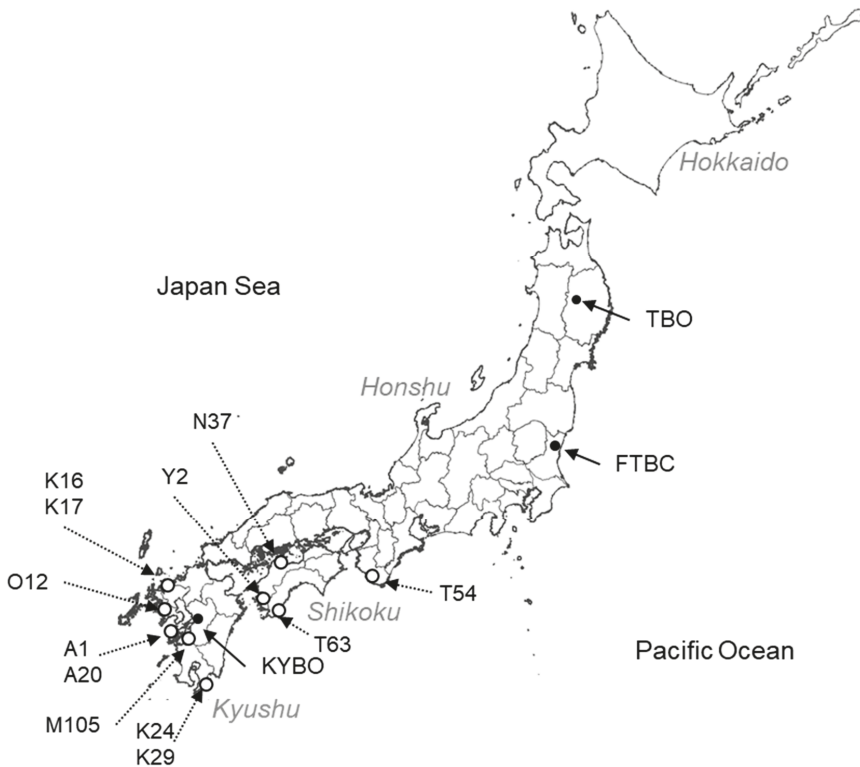 Hokkaido
Japan Sea
TBO
Honshu
N37
FTBC
Y2
K16
K17
O12
T54
Shikoku
A1
A20
T63
KYBO
Pacific Ocean
M105
Kyushu
K24
K29